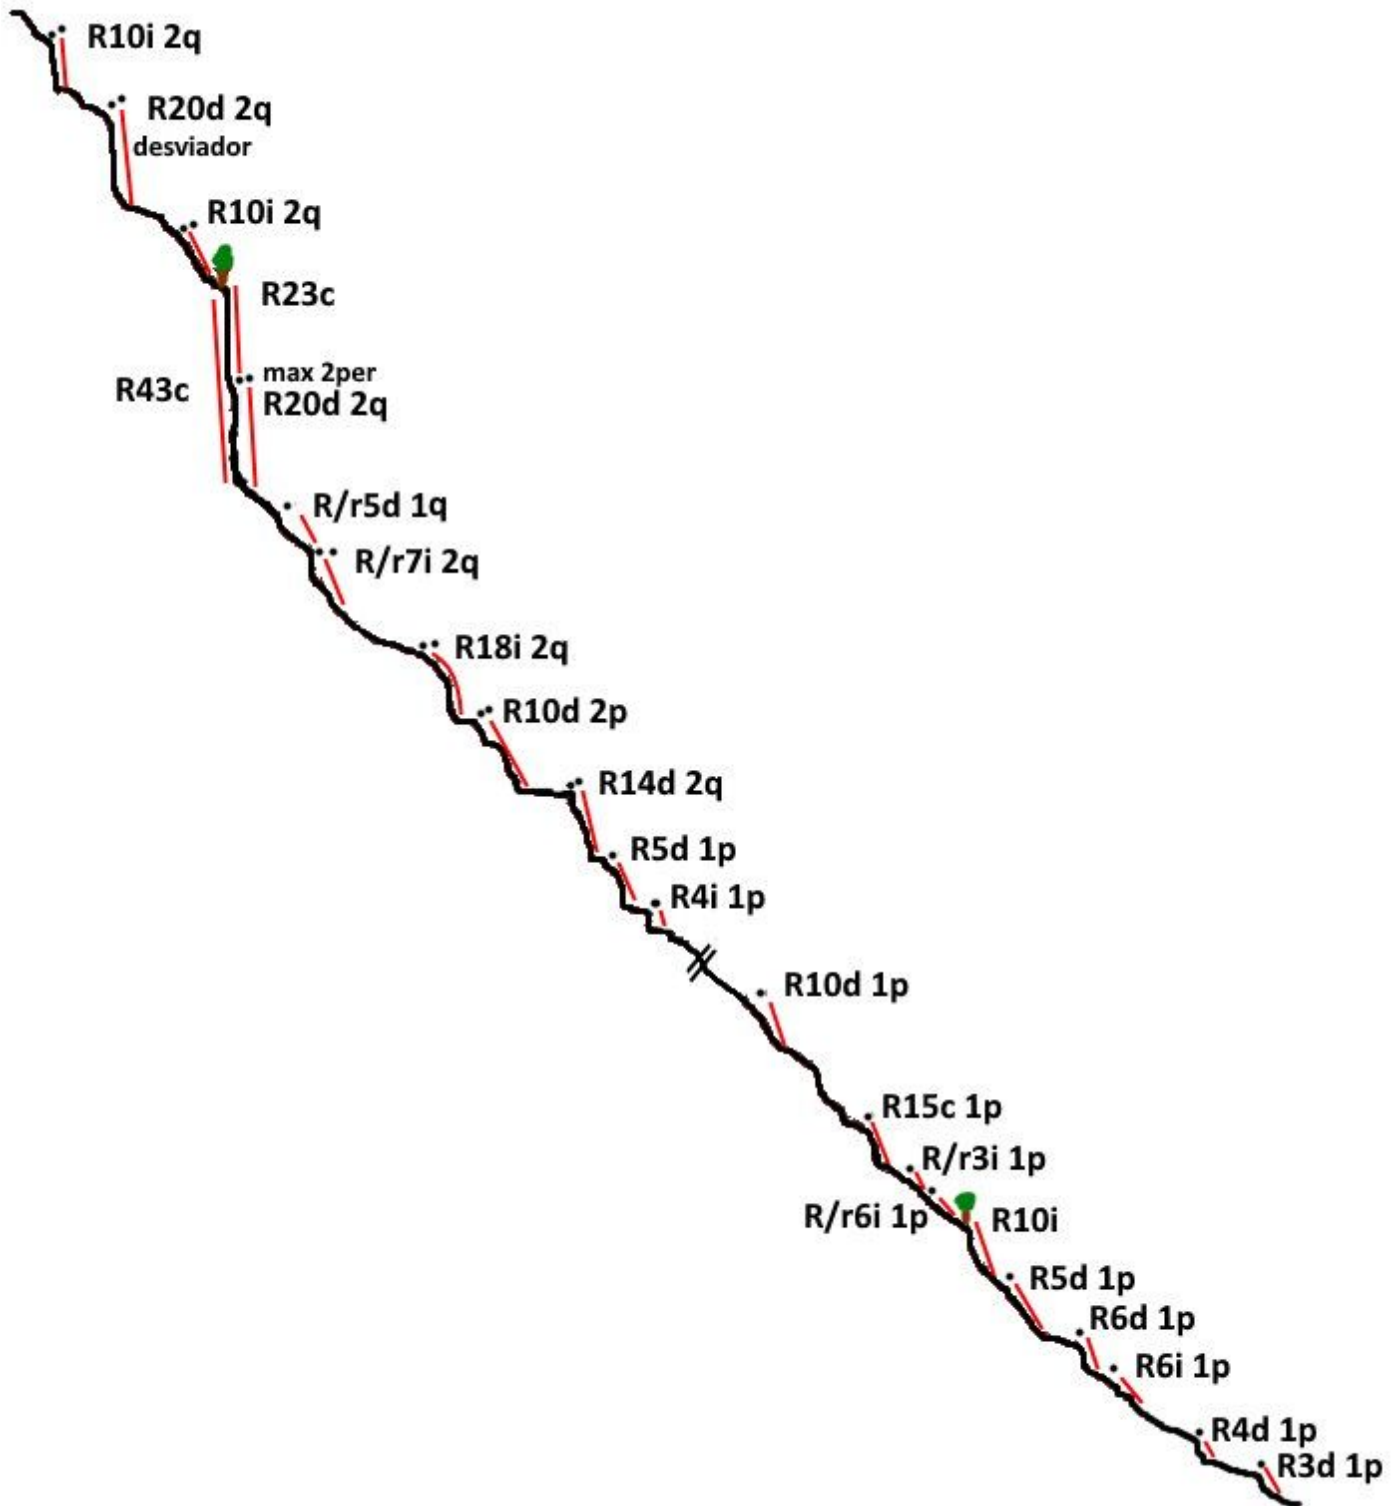 R10i 2q
R20d 2q
desviador
R10i 2q
R23c
max 2per
R43c
R20d 2q
R/r5d 1q
R/r7i 2q
R18i 2q
R10d 2p
R14d 2q
R5d 1p
R4i 1p
R10d 1p
R15c 1p
R/r3i 1p
R/r6i 1p
R10i
R5d 1p
R6d 1p
R6i 1p
R4d 1p
R3d 1p